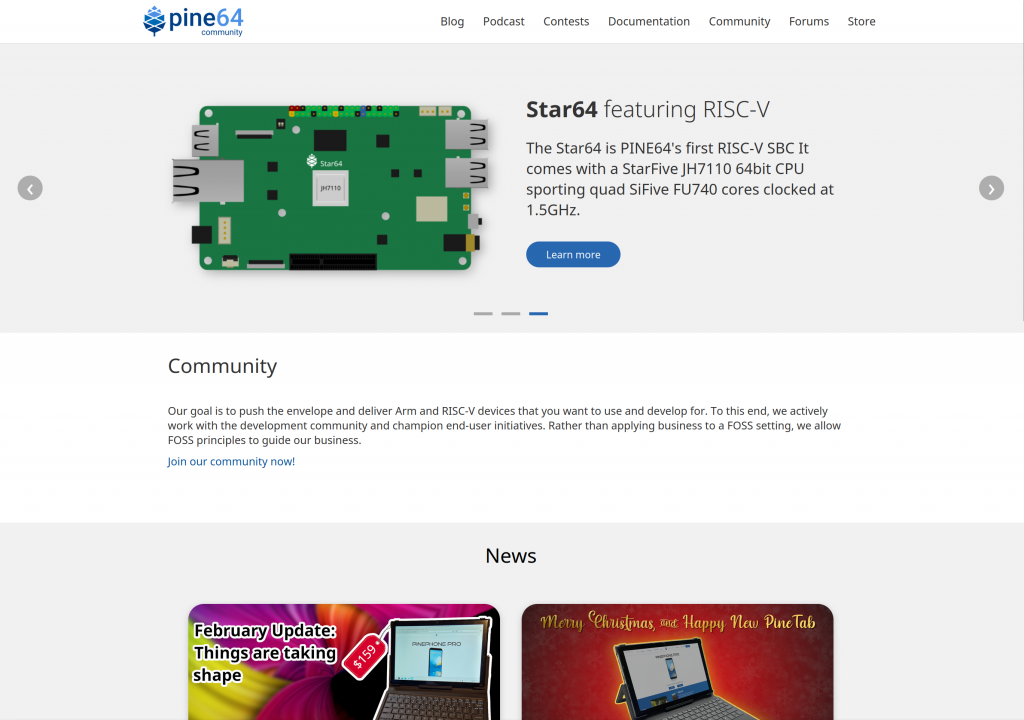 pine64
community
Blog Podcast Contests Documentation Community Forums Store
Star64
JH7110
Star64 featuring RISC-V
The Star64 is PINE64's first RISC-V SBC It
comes with a StarFive JH7110 64bit CPU
sporting quad SiFive FU740 cores clocked at
1.5GHz.
Learn more
Community
Our goal is to push the envelope and deliver Arm and RISC-V devices that you want to use and develop for. To this end, we actively
work with the development community and champion end-user initiatives. Rather than applying business to a FOSS setting, we allow
FOSS principles to guide our business.
Join our community now!
News
February Update:
Things are taking
shape
$159*
PINEPHONE PRO
Merry Christmas, and Happy New PineTab